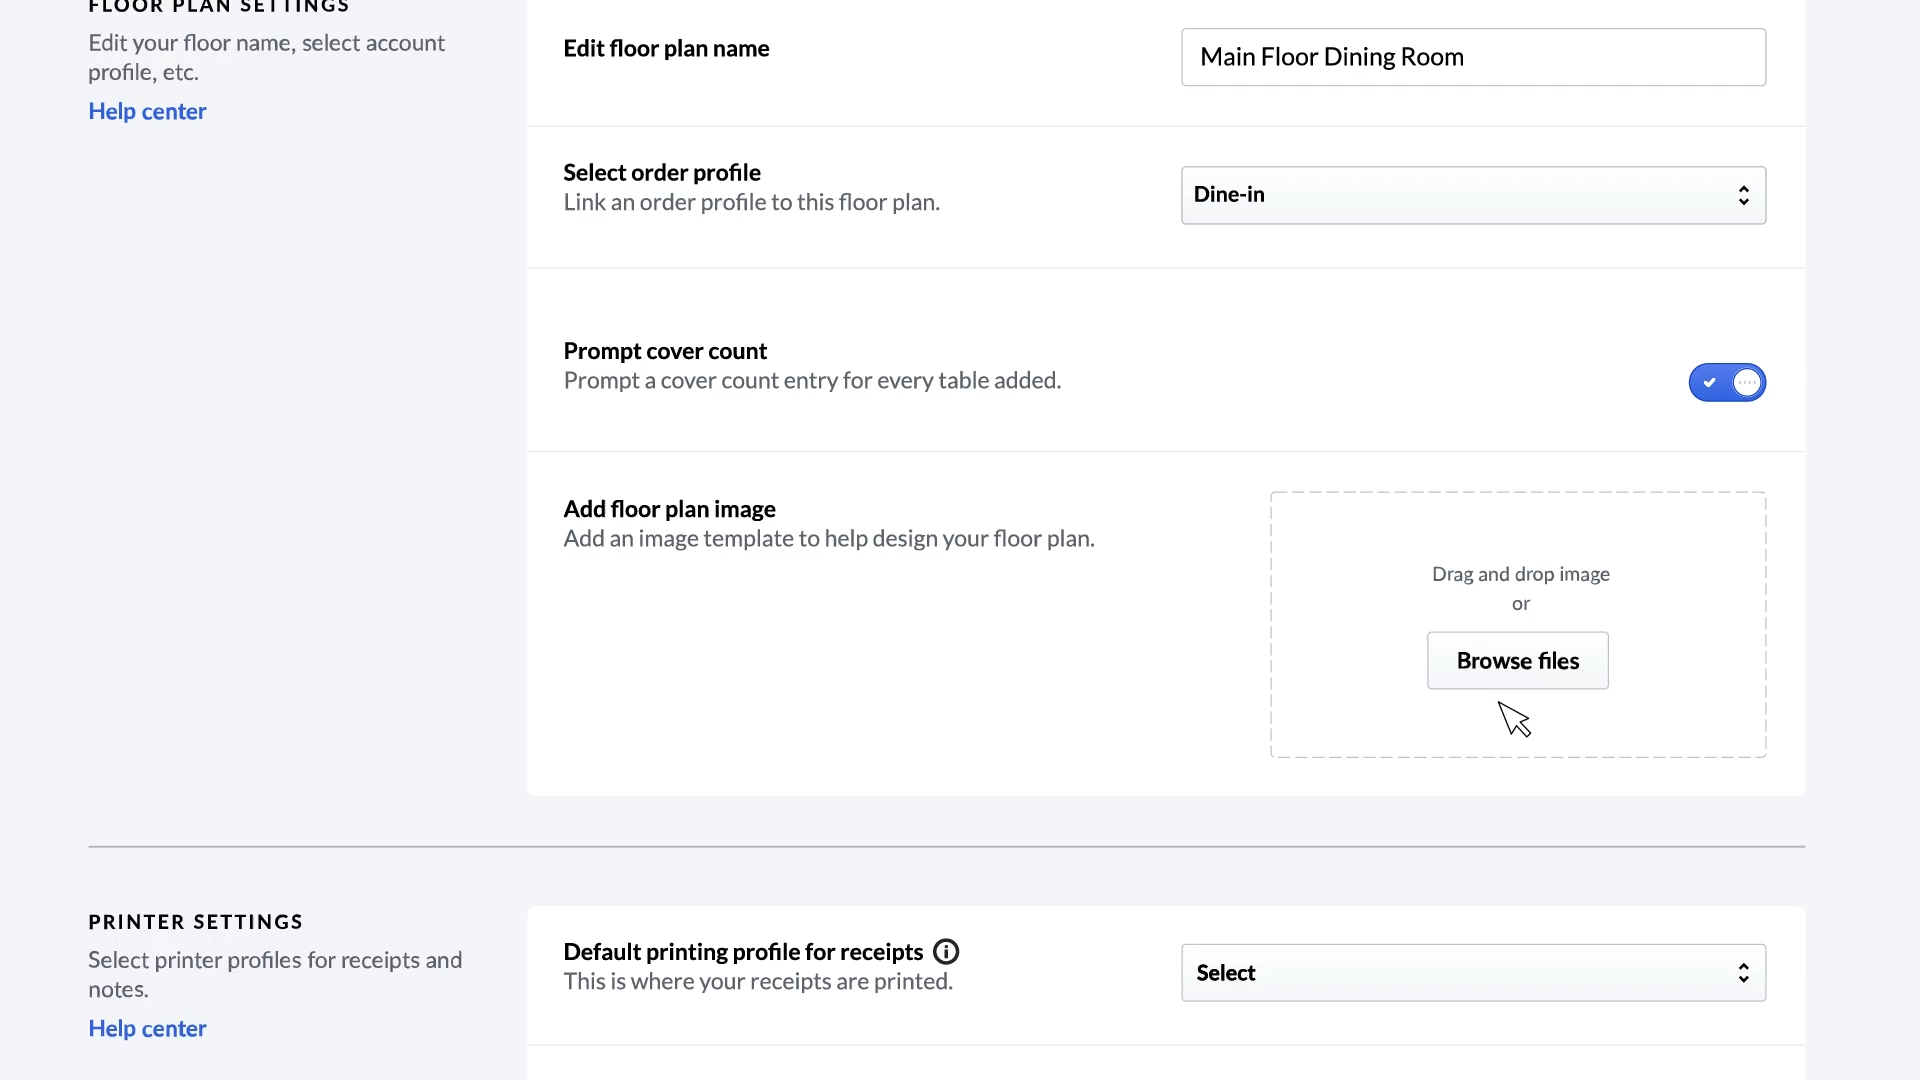 FLOOR PLAN SETTINGS
Edit your floor name, select account
profile, etc.
Help center
Edit floor plan name
Main Floor Dining Room
Select order profile
Link an order profile to this floor plan.
Dine-in
Prompt cover count
Prompt a cover count entry for every table added.
Add floor plan image
Add an image template to help design your floor plan.
Drag and drop image
or
Browse files
PRINTER SETTINGS
Select printer profiles for receipts and
notes.
Help center
Default printing profile for receipts
This is where your receipts are printed.
Select